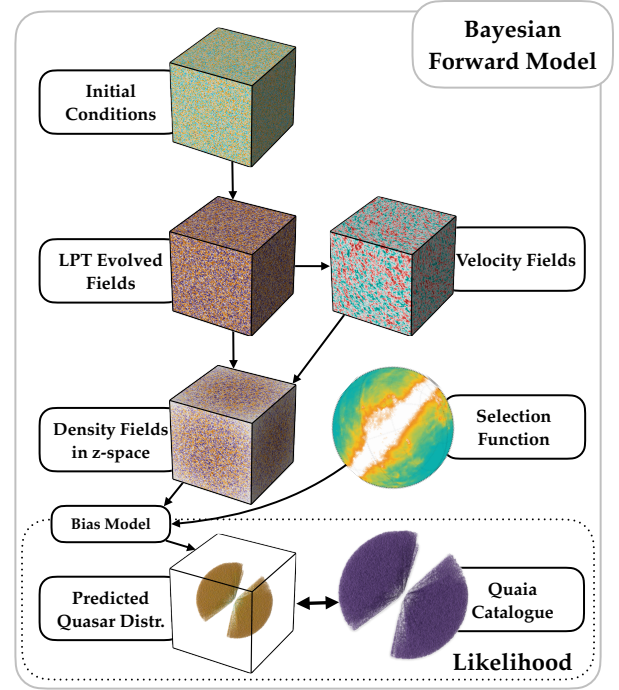 Bayesian
Forward Model
Initial
Conditions
LPT Evolved
Fields
Velocity Fields
Density Fields
in z-space
Selection
Function
Bias Model
Predicted
Quasar Distr.
Quaia
Catalogue
Likelihood